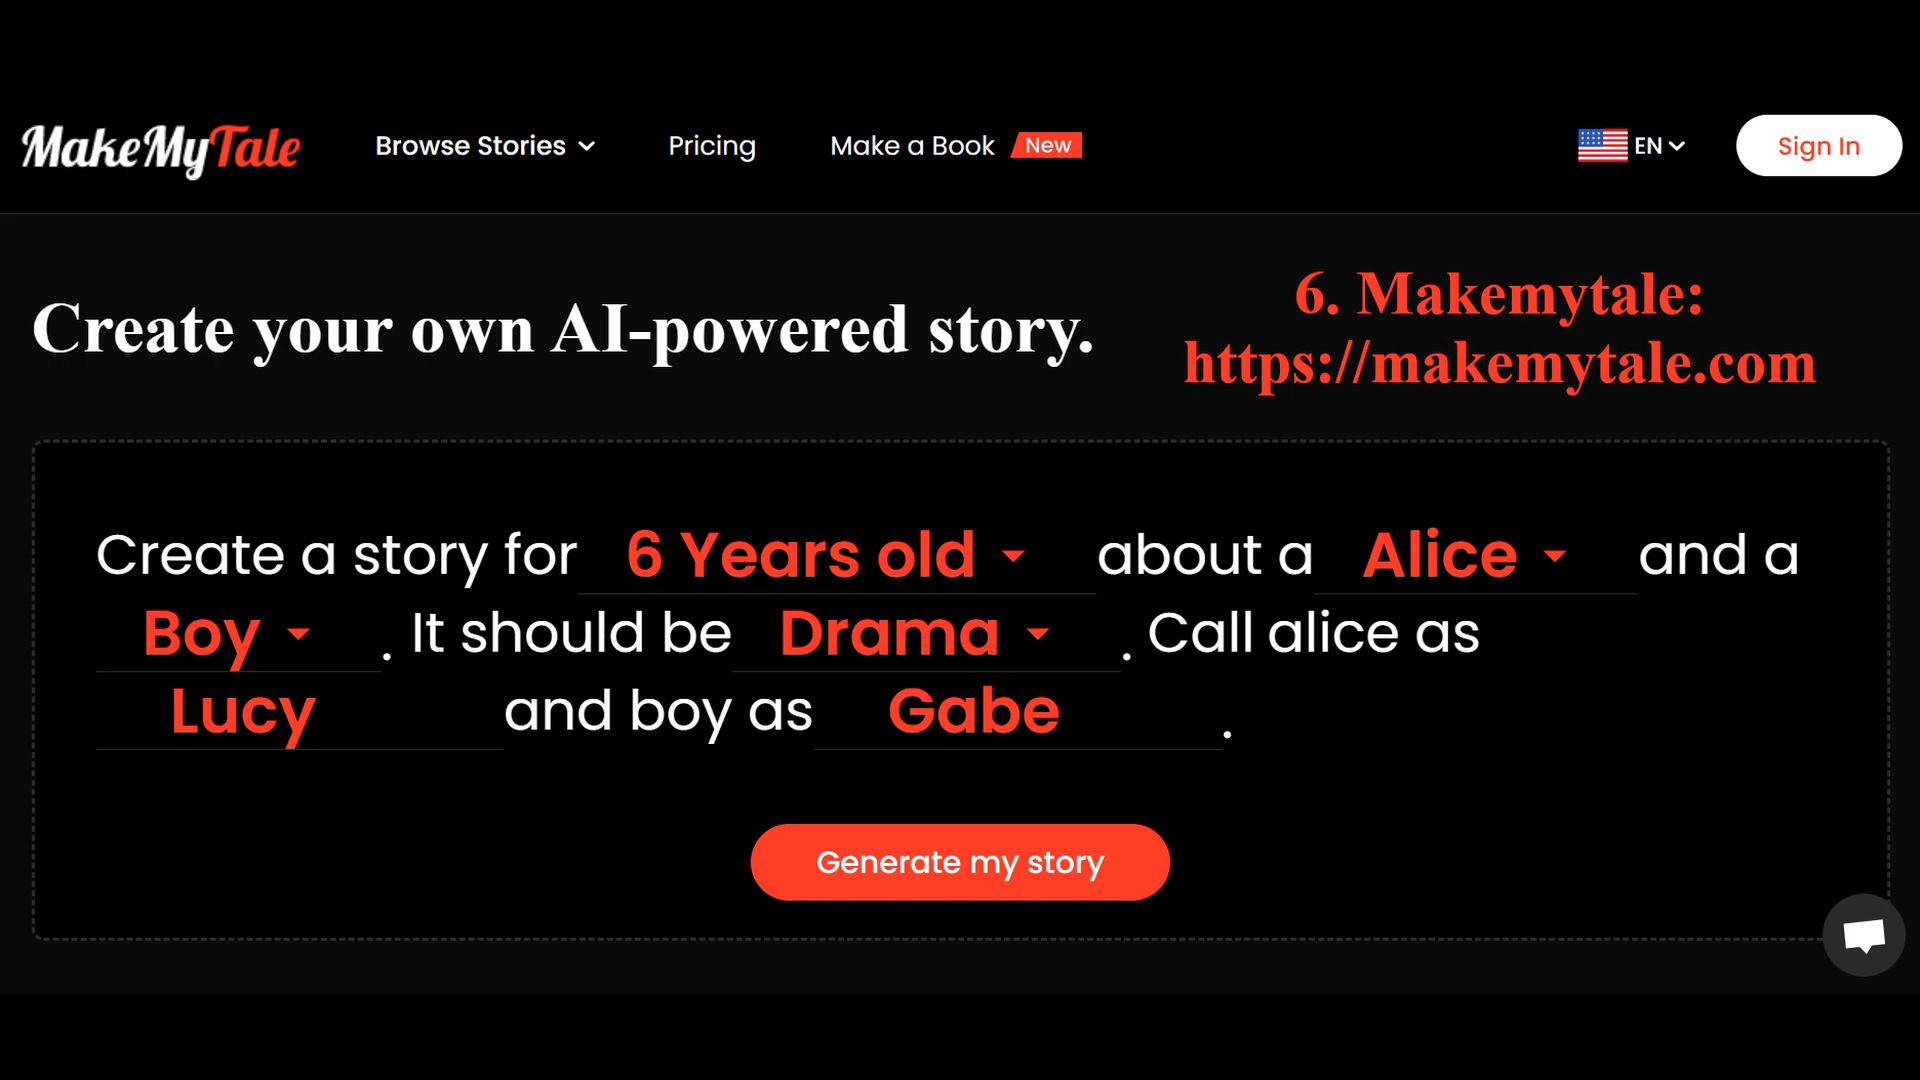 MakeMyTale
Browse Stories
Pricing
Make a Book
New
EN
Sign In
Create your own AI-powered story.
6. Makemytale:
https://makemytale.com
Create a story for 6 Years old about a Alice and a
Boy . It should be Drama . Call alice as
Lucy and boy as Gabe .
Generate my story